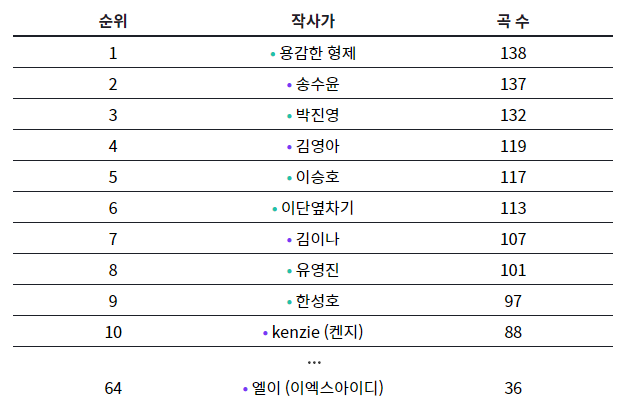 순위 작사가 곡 수
1 • 용감한 형제 138
2 • 송수윤 137
3 • 박진영 132
4 • 김영아 119
5 • 이승호 117
6 • 이단옆차기 113
7 • 김이나 107
8 • 유영진 101
9 • 한성호 97
10 • kenzie (켄지) 88
...
64 • 엘이 (이엑스아이디) 36